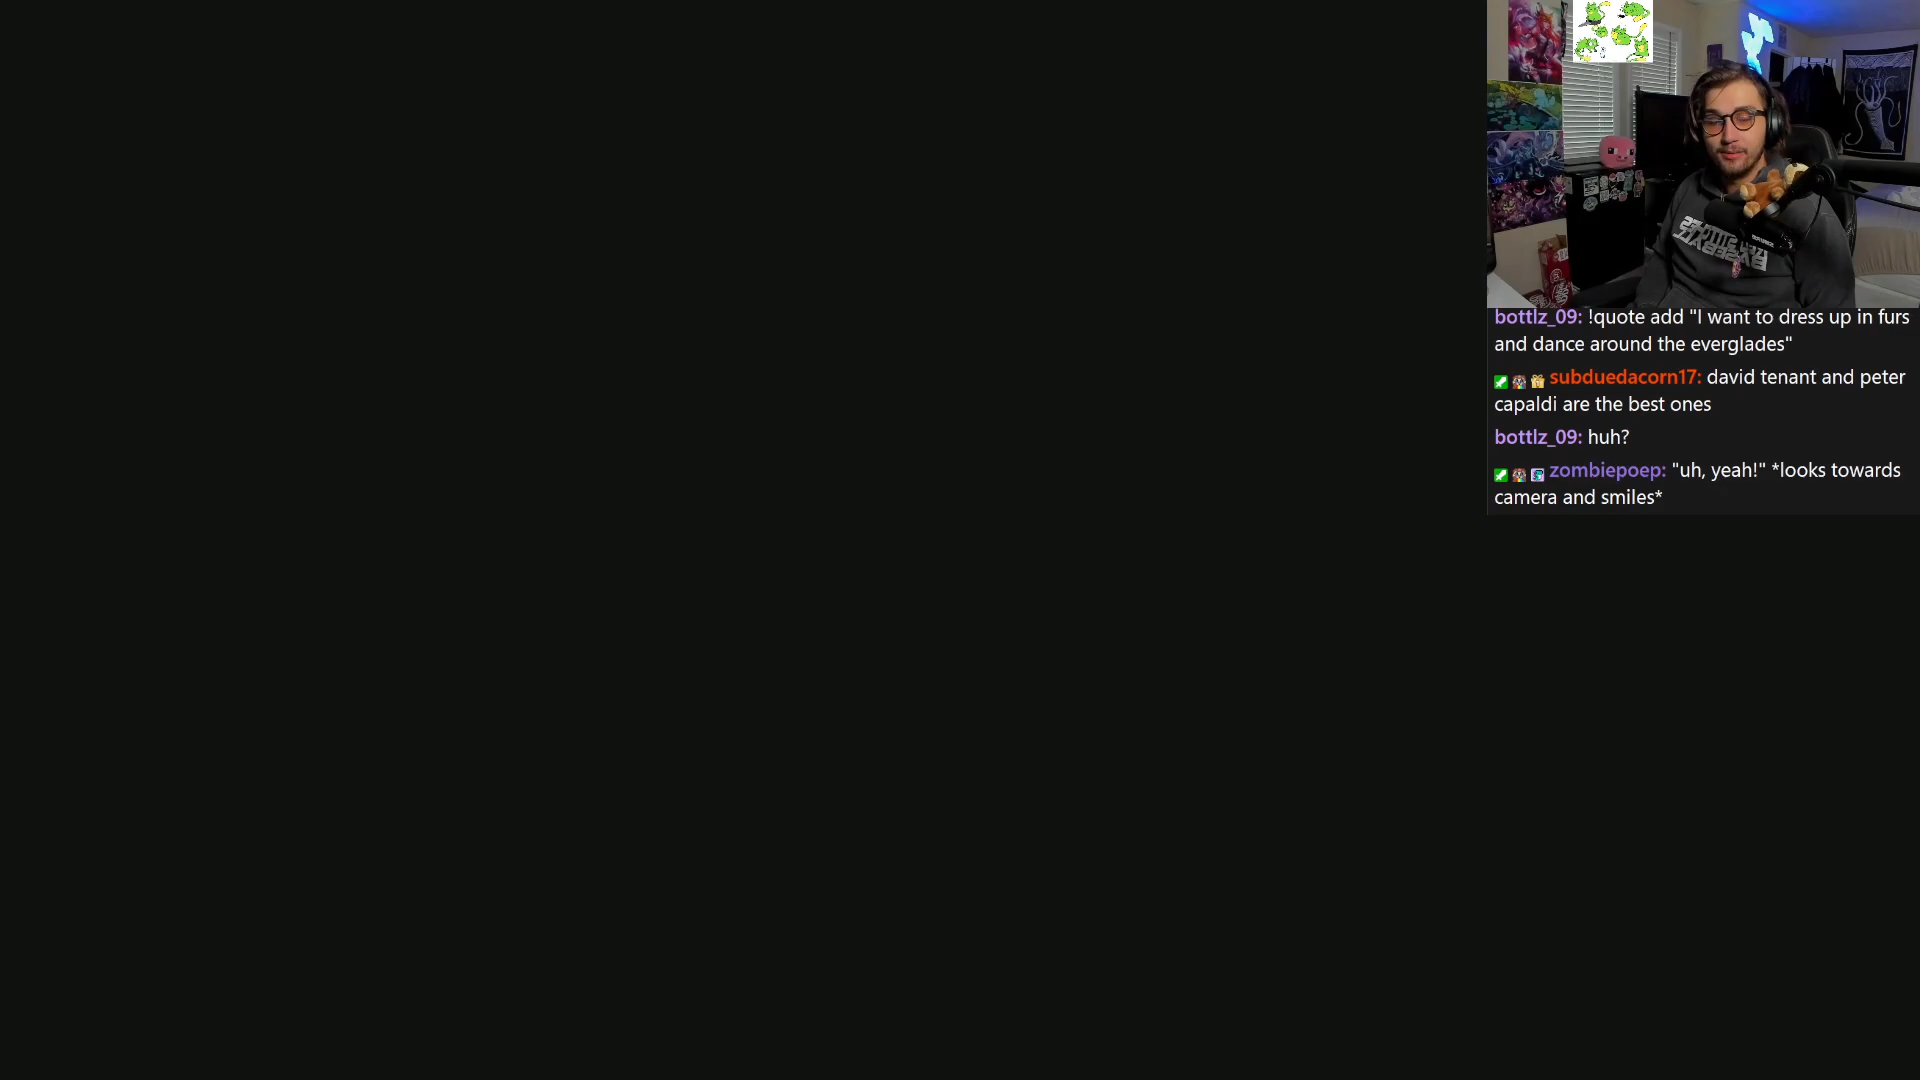 bottlz_09: !quote add "I want to dress up in furs
and dance around the everglades"
subduedacorn17: david tenant and peter
capaldi are the best ones
bottlz_09: huh?
zombiepoep: "uh, yeah!" *looks towards
camera and smiles*